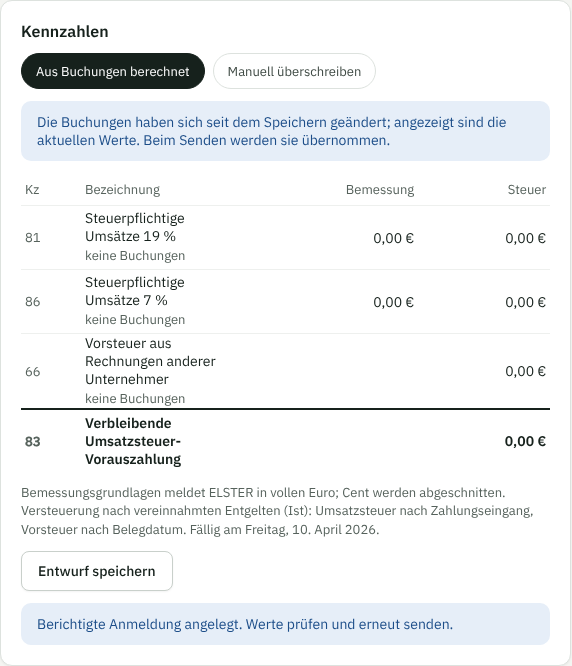 Kennzahlen
Aus Buchungen berechnet Manuell überschreiben
Die Buchungen haben sich seit dem Speichern geändert; angezeigt sind die
aktuellen Werte. Beim Senden werden sie übernommen.
Kz Bezeichnung Bemessung Steuer
Steuerpflichtige
81 Umsätze 19 % 0,00 € 0,00 €
keine Buchungen
Steuerpflichtige
86 Umsätze 7 % 0,00 € 0,00 €
keine Buchungen
Vorsteuer aus
Rechnungen anderer
66 Unternehmer 0,00 €
keine Buchungen
Verbleibende
83 Umsatzsteuer- 0,00 €
Vorauszahlung
Bemessungsgrundlagen meldet ELSTER in vollen Euro; Cent werden abgeschnitten.
Versteuerung nach vereinnahmten Entgelten (Ist): Umsatzsteuer nach Zahlungseingang,
Vorsteuer nach Belegdatum. Fällig am Freitag, 10. April 2026.
Entwurf speichern
Berichtigte Anmeldung angelegt. Werte prüfen und erneut senden.